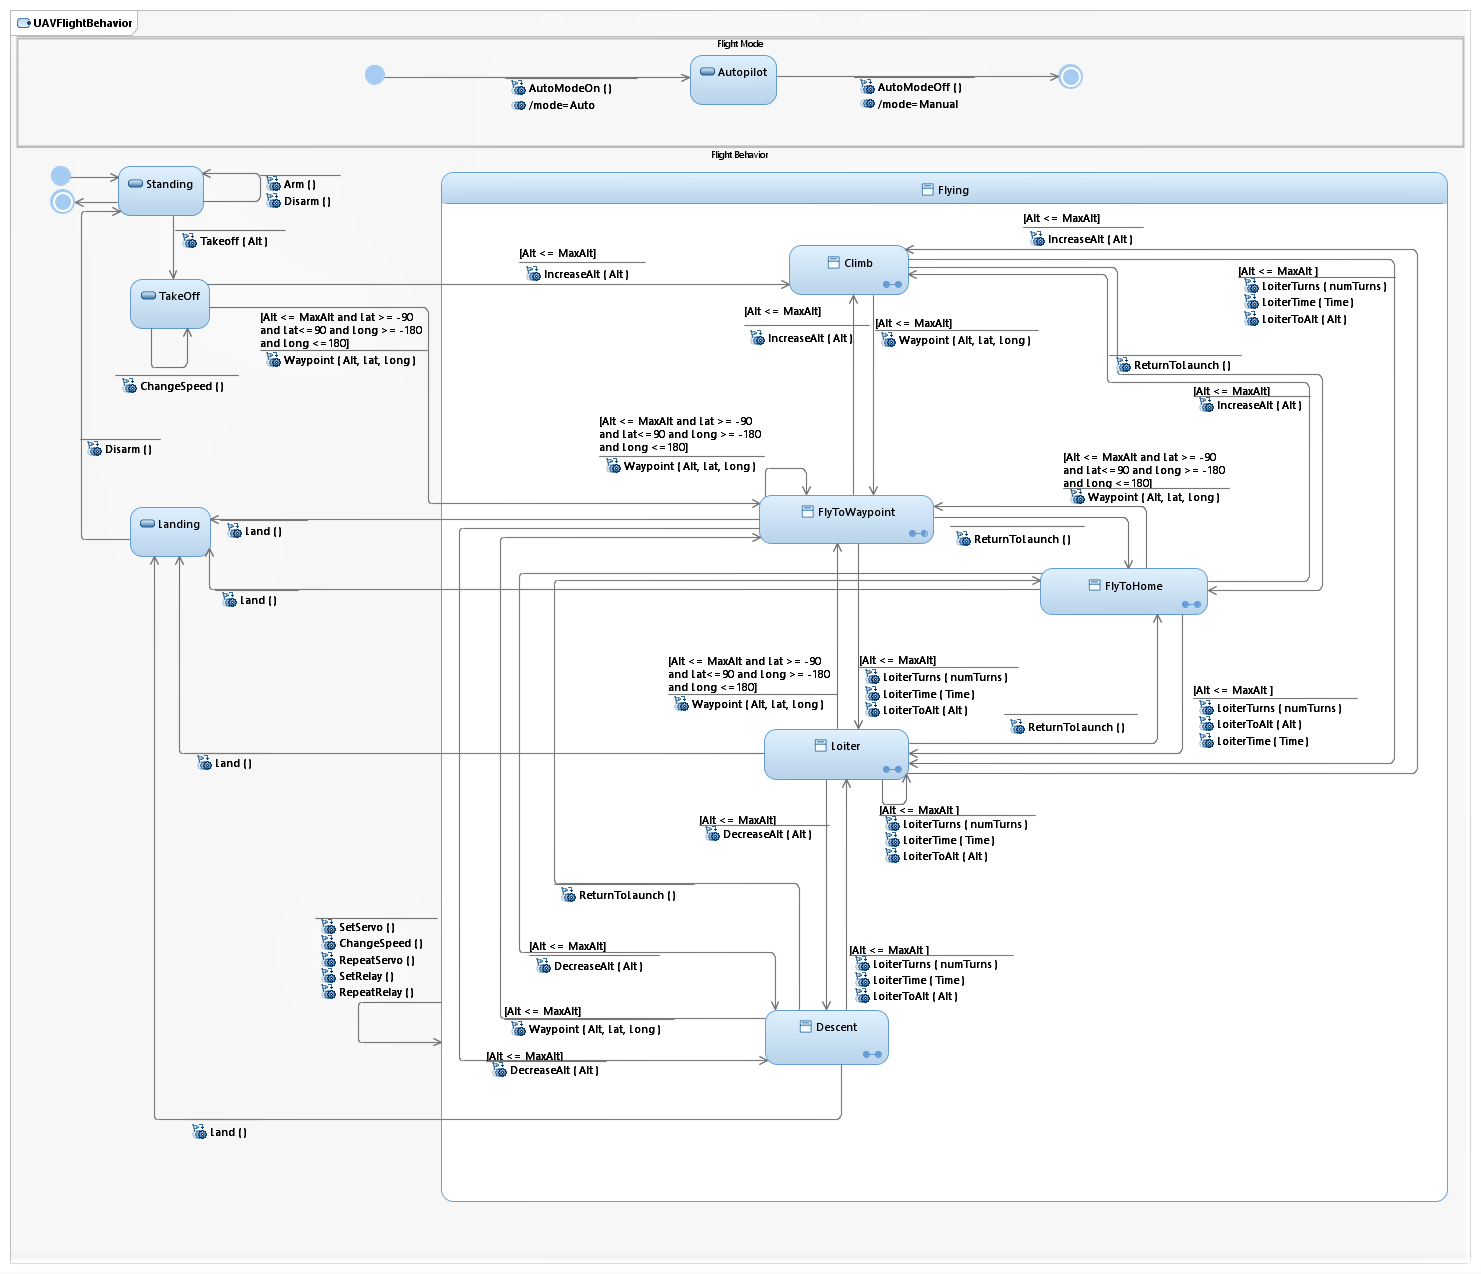 UAVFlightBehavior
Flight Mode
Autopilot
AutoModeOn ()
/mode=Auto
AutoModeOff ()
/mode=Manual
Flight Behavior
Standing
Arm ()
Disarm ()
Flying
Takeoff ( Alt )
[Alt <= MaxAlt]
IncreaseAlt ( Alt )
[Alt <= MaxAlt]
IncreaseAlt ( Alt )
Climb
[Alt <= MaxAlt ]
LoiterTurns ( numTurns )
LoiterTime ( Time )
LoiterToAlt ( Alt )
TakeOff
[Alt <= MaxAlt and lat >= -90
and lat<=90 and long >= -180
and long <=180]
Waypoint ( Alt, lat, long )
ChangeSpeed ()
[Alt <= MaxAlt]
IncreaseAlt ( Alt )
[Alt <= MaxAlt]
Waypoint ( Alt, lat, long )
ReturnToLaunch ()
[Alt <= MaxAlt]
IncreaseAlt ( Alt )
Disarm ()
[Alt <= MaxAlt and lat >= -90
and lat<=90 and long >= -180
and long <=180]
Waypoint ( Alt, lat, long )
[Alt <= MaxAlt and lat >= -90
and lat<=90 and long >= -180
and long <=180]
Waypoint ( Alt, lat, long )
Landing
Land ()
FlyToWaypoint
ReturnToLaunch ()
FlyToHome
Land ()
[Alt <= MaxAlt and lat >= -90
and lat<=90 and long >= -180
and long <=180]
Waypoint ( Alt, lat, long )
[Alt <= MaxAlt]
LoiterTurns ( numTurns )
LoiterTime ( Time )
LoiterToAlt ( Alt )
[Alt <= MaxAlt ]
LoiterTurns ( numTurns )
LoiterToAlt ( Alt )
LoiterTime ( Time )
ReturnToLaunch ()
Loiter
Land ()
[Alt <= MaxAlt]
DecreaseAlt ( Alt )
[Alt <= MaxAlt ]
LoiterTurns ( numTurns )
LoiterTime ( Time )
LoiterToAlt ( Alt )
ReturnToLaunch ()
SetServo ()
ChangeSpeed ()
RepeatServo ()
SetRelay ()
RepeatRelay ()
[Alt <= MaxAlt]
DecreaseAlt ( Alt )
[Alt <= MaxAlt ]
LoiterTurns ( numTurns )
LoiterTime ( Time )
LoiterToAlt ( Alt )
[Alt <= MaxAlt]
Waypoint ( Alt, lat, long )
Descent
[Alt <= MaxAlt]
DecreaseAlt ( Alt )
Land ()